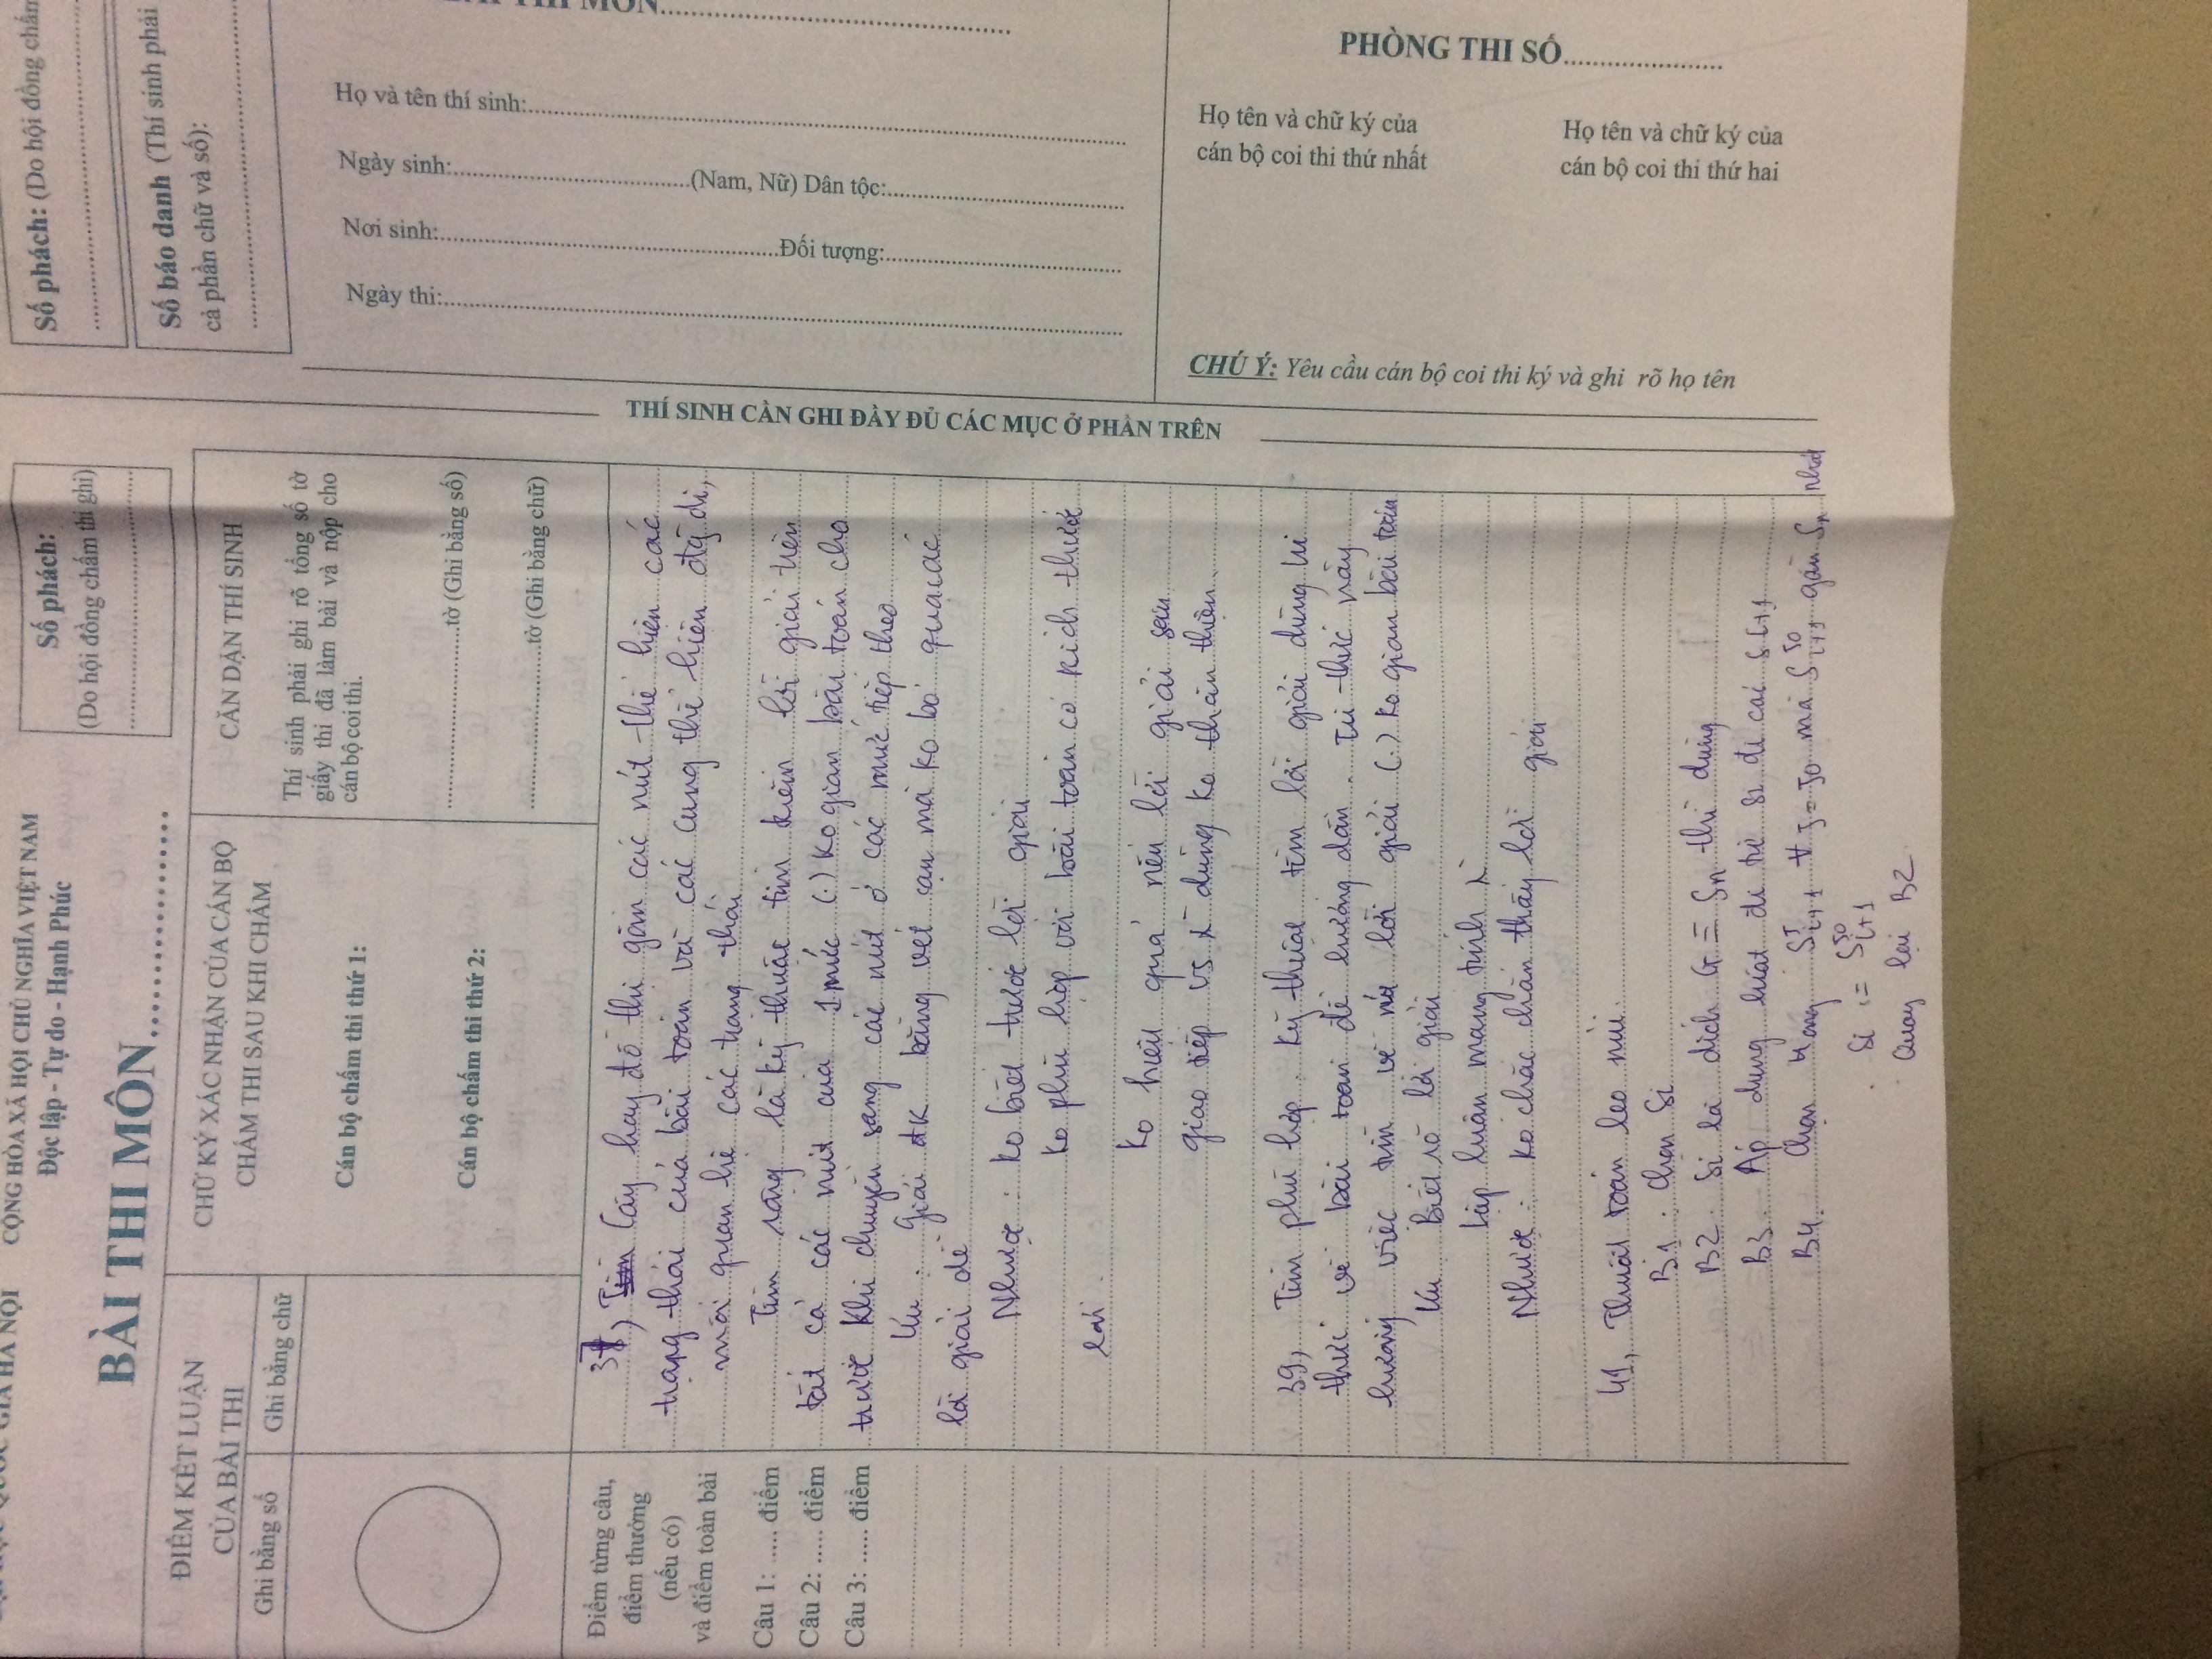 QUỐC GIA HÀ NỘI
CỘNG HÒA XÃ HỘI CHỦ NGHĨA VIỆT NAM
Độc lập - Tự do - Hạnh Phúc
BÀI THI MÔN..................
Số phách:
(Do hội đồng chấm thi ghi)
ĐIỂM KẾT LUẬN
CỦA BÀI THI
Ghi bằng số
Ghi bằng chữ
CHỮ KÝ XÁC NHẬN CỦA CÁN BỘ
CHẤM THI SAU KHI CHẤM
Cán bộ chấm thi thứ 1:
Cán bộ chấm thi thứ 2:
CĂN DẶN THÍ SINH
Thí sinh phải ghi rõ tổng số tờ
giấy thi đã làm bài và nộp cho
cán bộ coi thi.
..............................tờ (Ghi bằng số)
..............................tờ (Ghi bằng chữ)
Điểm từng câu,
điểm thưởng
(nếu có)
và điểm toàn bài
Câu 1: ..... điểm
Câu 2: ..... điểm
Câu 3: ..... điểm
37, Cây hay đồ thị gồm các nút thể hiện các
trạng thái của bài toán và các cung thể hiện đg đi,
mối quan hệ các trạng thái
Tìm rộng là kỹ thuật tìm kiếm lời giải trên
tất cả các nút của 1 mức (.) ko gian bài toán cho
trước khi chuyển sang các nút ở các mức tiếp theo
Ưu : Giải đk bằng vét cạn mà ko bỏ qua các
lời giải dễ
Nhược : Ko biết trước lời giải
Ko phù hợp với bài toán có kích thước
lớn.
Ko hiệu quả nếu lời giải sâu
giao tiếp vs dùng ko thân thiện.
39, Tìm phù hợp. Kỹ thuật tìm lời giải dùng tri
thức về bài toán để hướng dẫn. Tri thức này
hướng việc tìm về nút lời giải (.) ko gian bài toán
Ưu Biết rõ lời giải
Lập luận mang tính
Nhược : Ko chắc chắn thấy lời giải
41, Thuật toán leo núi.
B1 : Chọn Si
B2. Si là đích G ≡ Sn thì dừng
B3. Áp dụng luật đi từ Si đi các Si+1
B4. Chọn trong S^J_i+1 ∀ J = J0 mà S^J0_i+1 gần Sn nhất
Si := S^J0_i+1
Quay lại B2.
THÍ SINH CẦN GHI ĐẦY ĐỦ CÁC MỤC Ở PHẦN TRÊN
Số phách: (Do hội đồng chấm
Số báo danh (Thí sinh phải
cả phần chữ và số):
Họ và tên thí sinh:
Ngày sinh:..............................(Nam, Nữ) Dân tộc:
Nơi sinh:..............................Đối tượng:
Ngày thi:
Họ tên và chữ ký của
cán bộ coi thi thứ nhất
Họ tên và chữ ký của
cán bộ coi thi thứ hai
PHÒNG THI SỐ....................
CHÚ Ý: Yêu cầu cán bộ coi thi ký và ghi rõ họ tên